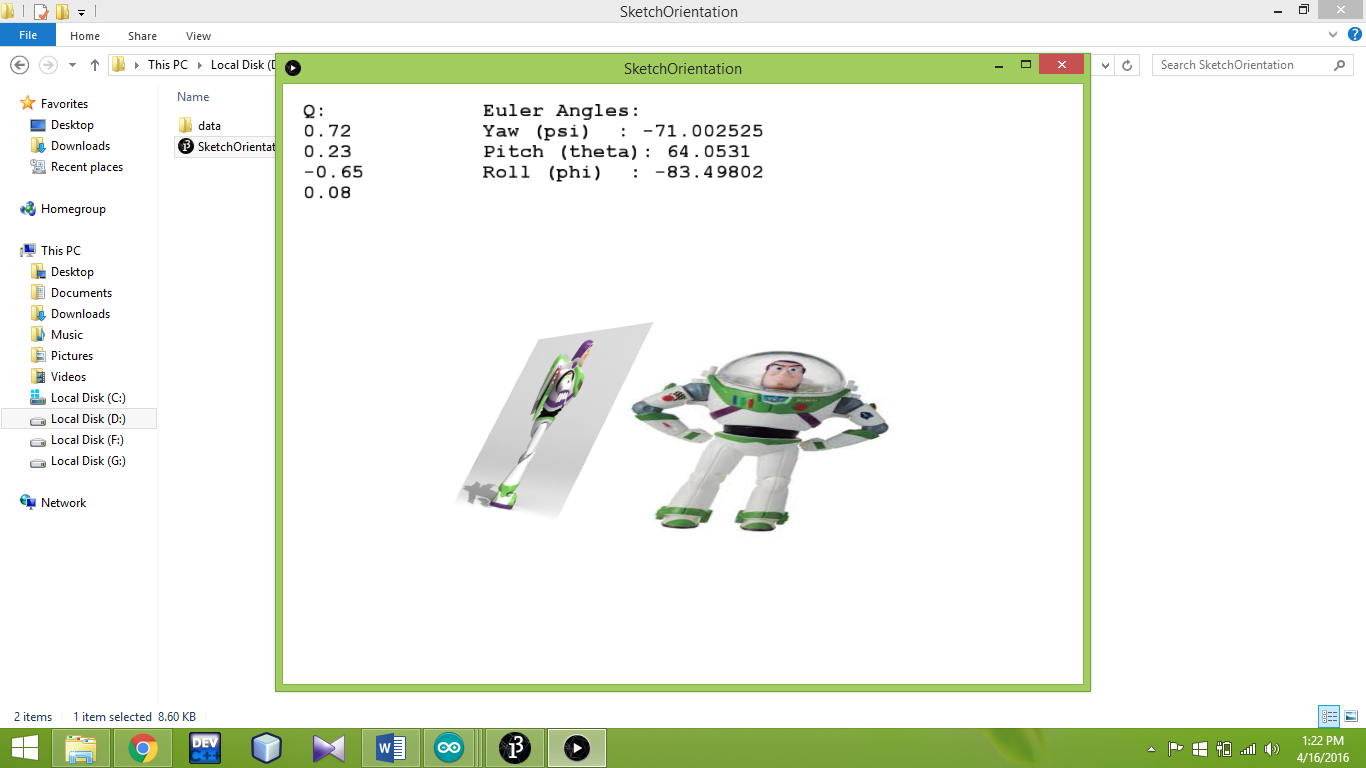 SketchOrientation
File Home Share View
This PC Local Disk (D
Search SketchOrientation
SketchOrientation
Q:
0.72
0.23
-0.65
0.08
Euler Angles:
Yaw (psi) : -71.002525
Pitch (theta): 64.0531
Roll (phi) : -83.49802
Favorites
Desktop
Downloads
Recent places
Homegroup
This PC
Desktop
Documents
Downloads
Music
Pictures
Videos
Local Disk (C:)
Local Disk (D:)
Local Disk (F:)
Local Disk (G:)
Network
Name
data
SketchOrientat
2 items 1 item selected 8.60 KB
DEV
C++
1:22 PM
4/16/2016